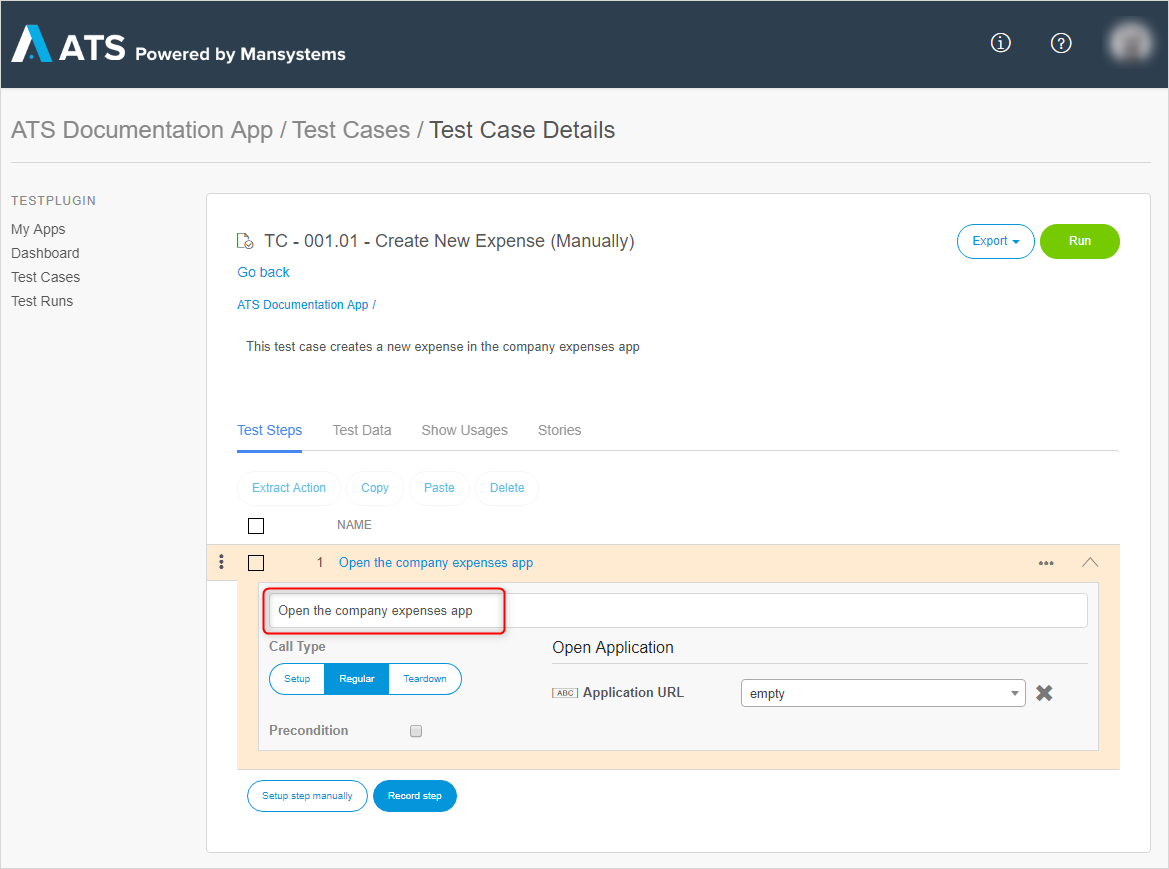 ATS Powered by Mansystems
ATS Documentation App / Test Cases / Test Case Details
TESTPLUGIN
My Apps
Dashboard
Test Cases
Test Runs
TC - 001.01 - Create New Expense (Manually)
Export
Run
Go back
ATS Documentation App /
This test case creates a new expense in the company expenses app
Test Steps Test Data Show Usages Stories
Extract Action Copy Paste Delete
NAME
1 Open the company expenses app
Open the company expenses app
Call Type
Setup Regular Teardown
Precondition
Open Application
ABC Application URL empty
Setup step manually Record step